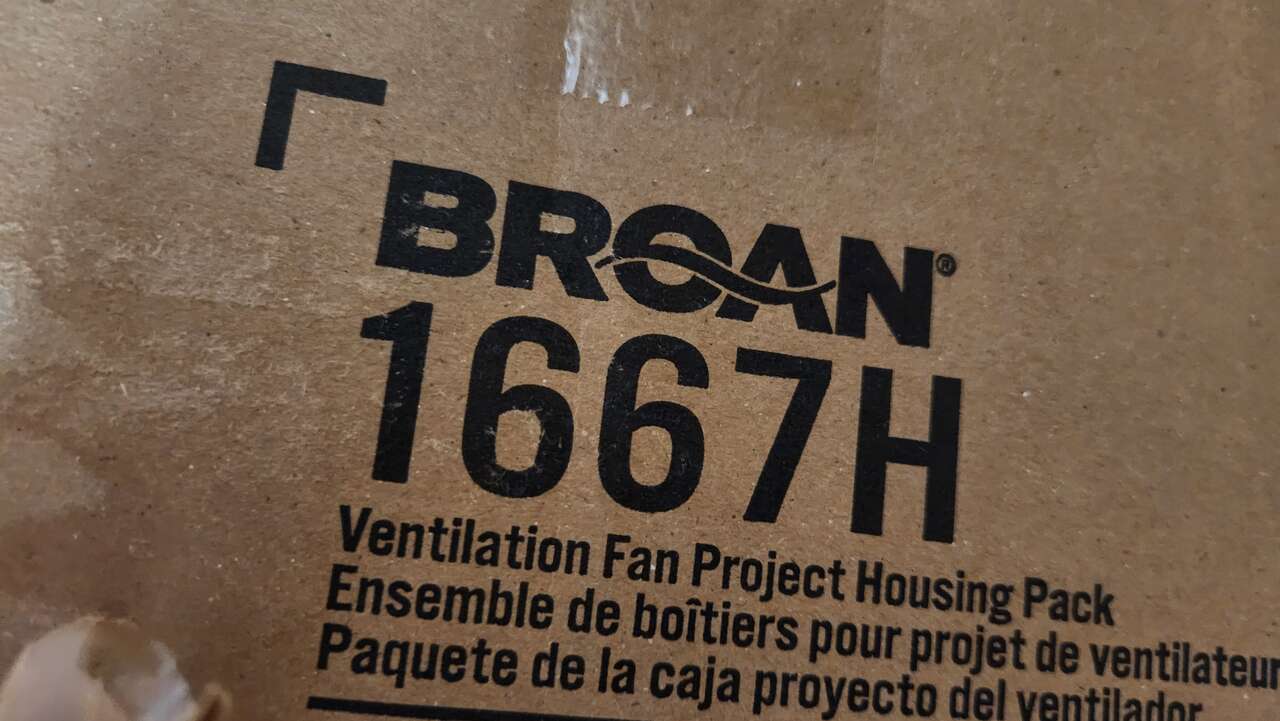 BROAN®
1667H
Ventilation Fan Project Housing Pack
Ensemble de boîtiers pour projet de ventilateur
Paquete de la caja proyecto del ventilador